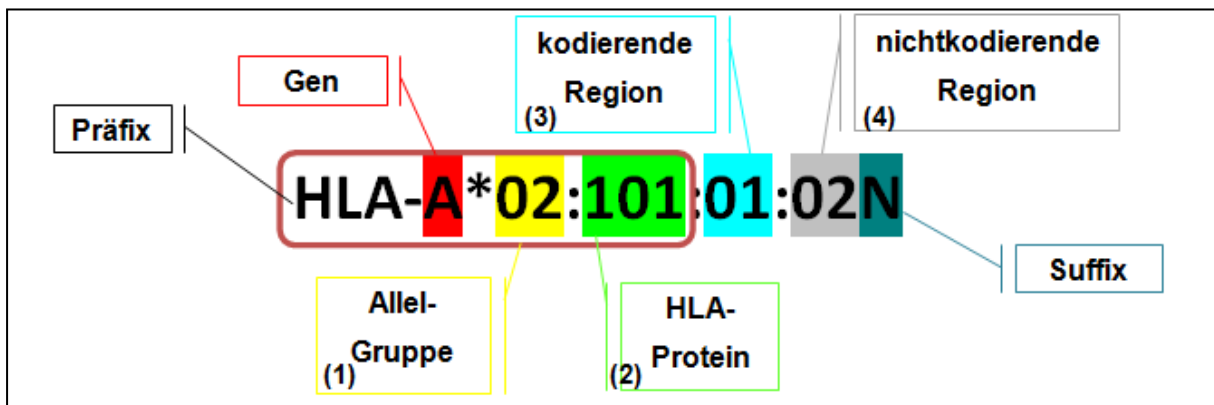 kodierende
Region
(3)
nichtkodierende
Region
(4)
Gen
Präfix
HLA-A*02:101:01:02N
Suffix
Allel-
Gruppe
(1)
HLA-
Protein
(2)